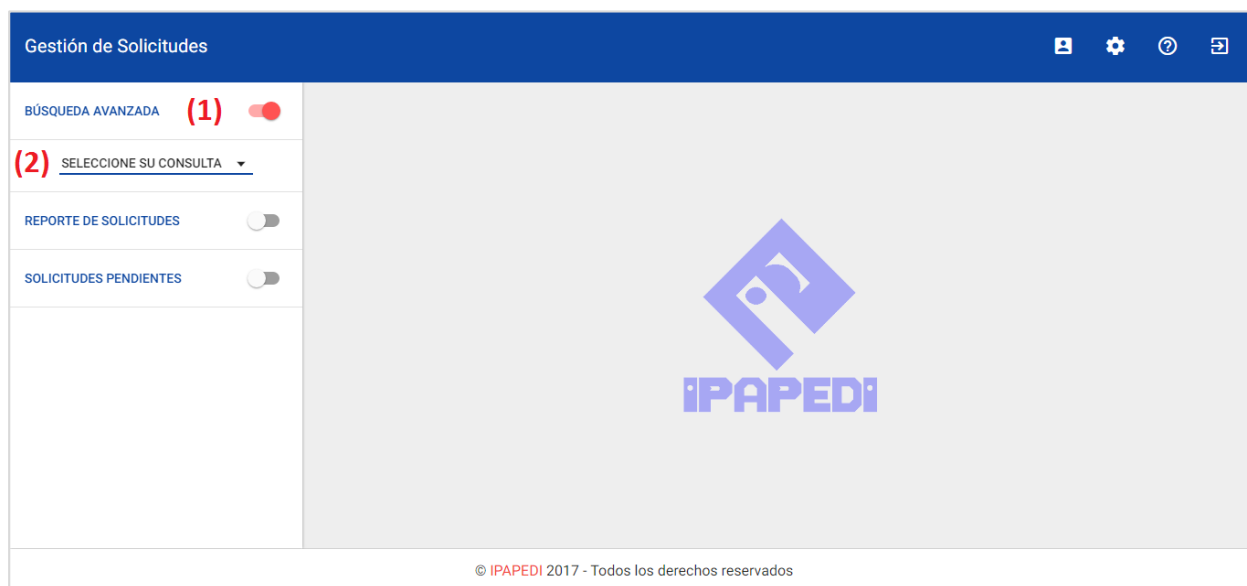 Gestión de Solicitudes
BÚSQUEDA AVANZADA (1)
(2) SELECCIONE SU CONSULTA
REPORTE DE SOLICITUDES
SOLICITUDES PENDIENTES
IPAPEDI
© IPAPEDI 2017 - Todos los derechos reservados